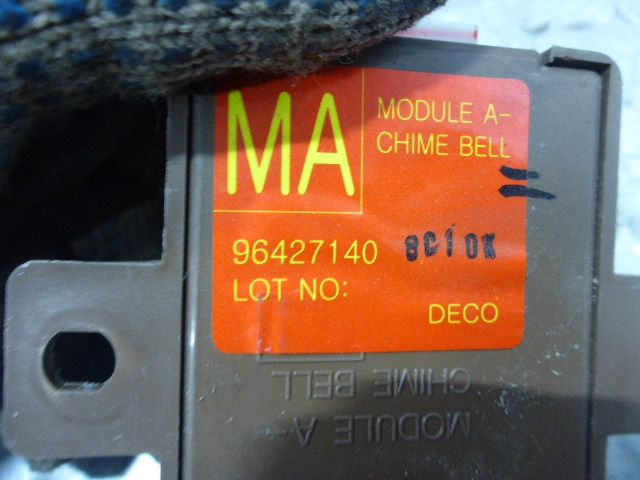 MA
MODULE A-
CHIME BELL
96427140 8C10K
LOT NO:
DECO
MODULE A-
CHIME BELL